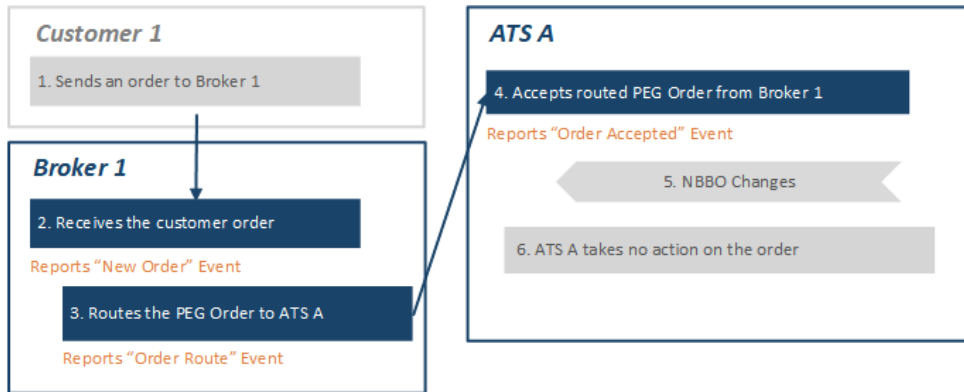 Customer 1
1. Sends an order to Broker 1
Broker 1
2. Receives the customer order
Reports “New Order” Event
3. Routes the PEG Order to ATS A
Reports “Order Route” Event
ATS A
4. Accepts routed PEG Order from Broker 1
Reports “Order Accepted” Event
5. NBBO Changes
6. ATS A takes no action on the order